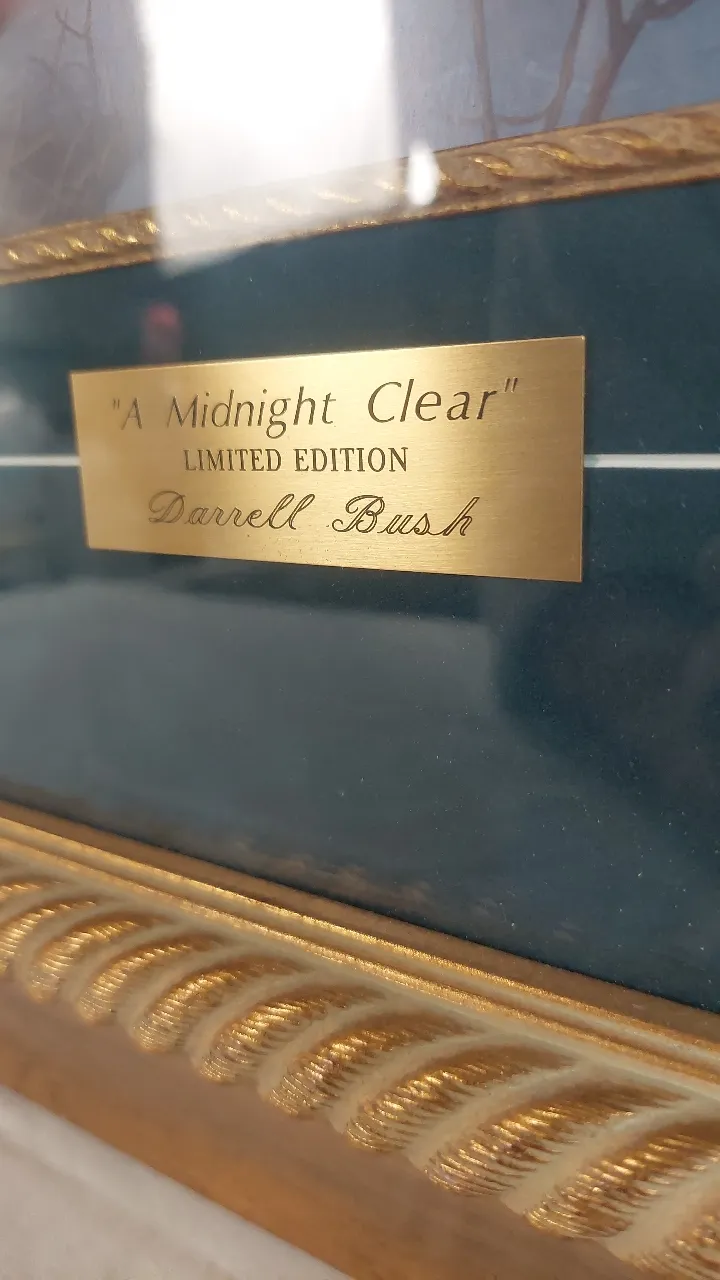 "A Midnight Clear"
LIMITED EDITION
Darrell Bush